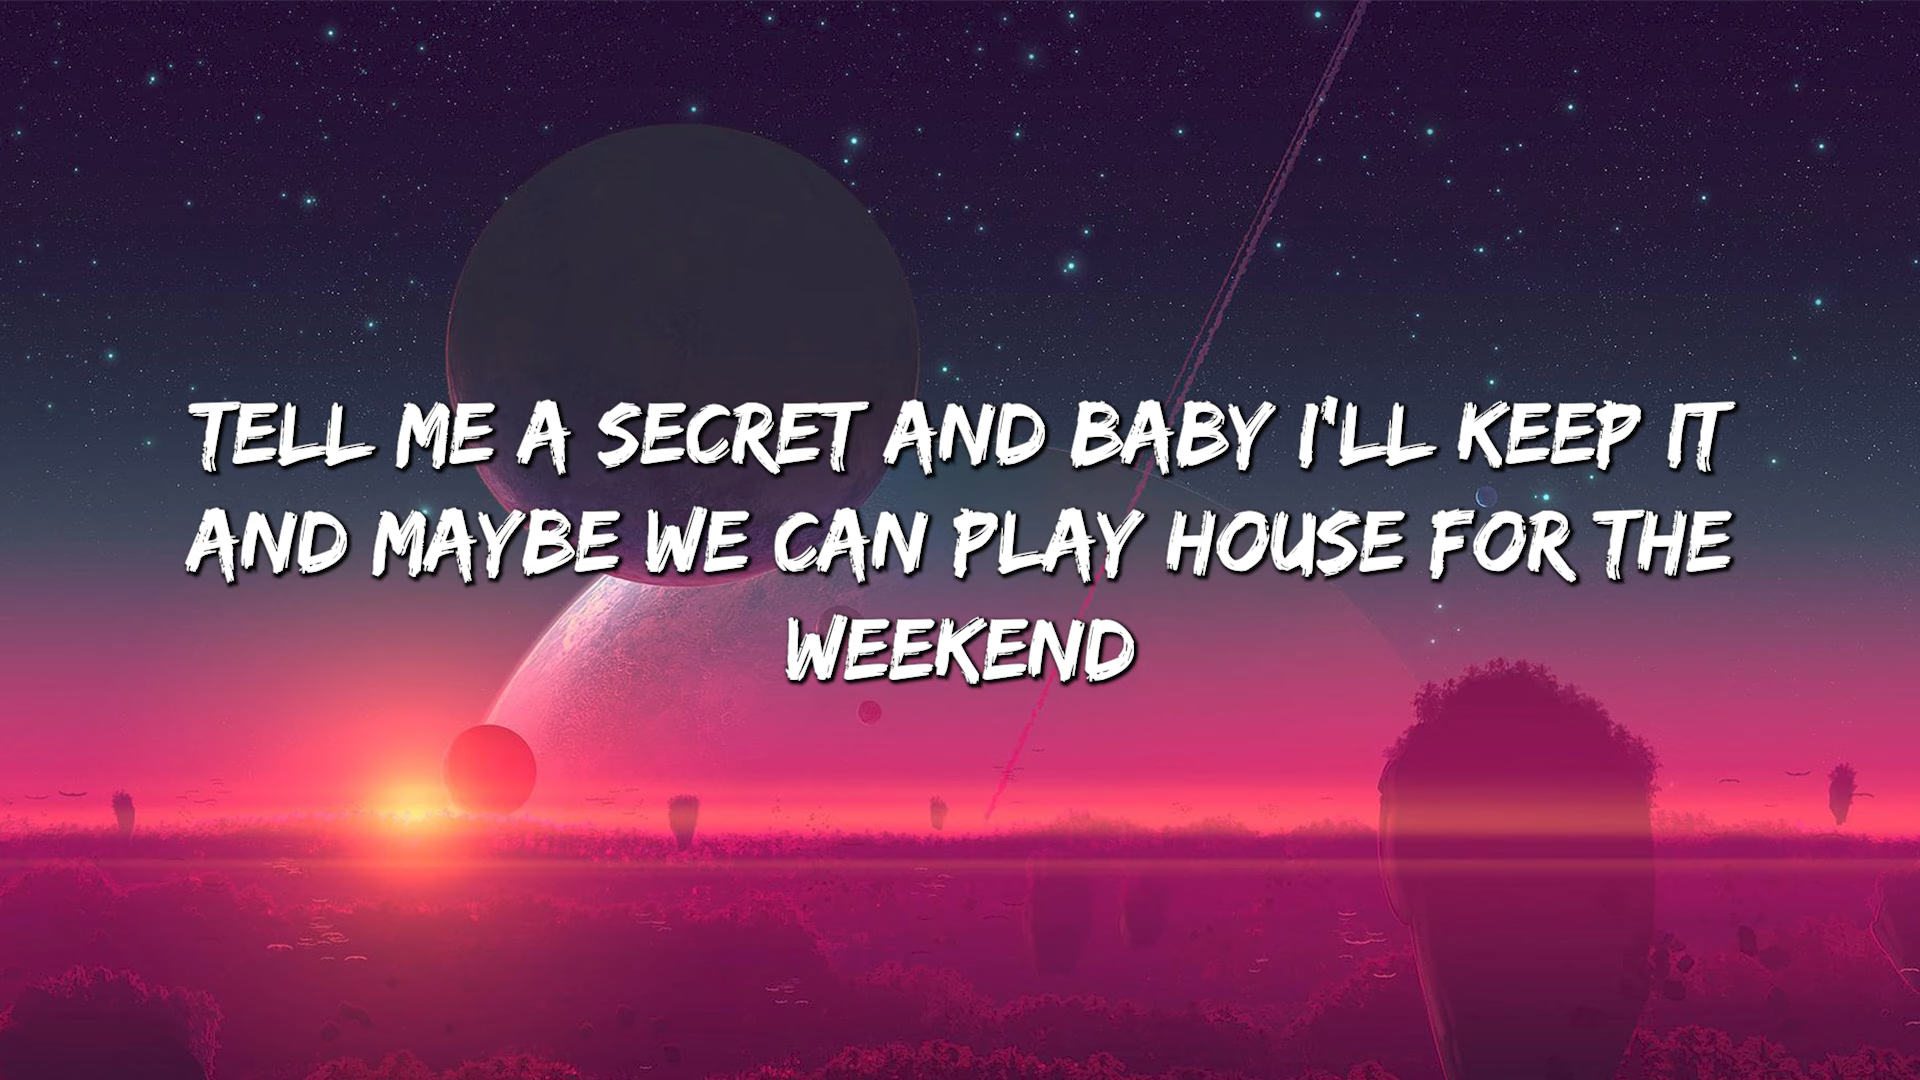 TELL ME A SECRET AND BABY I'LL KEEP IT
AND MAYBE WE CAN PLAY HOUSE FOR THE
WEEKEND